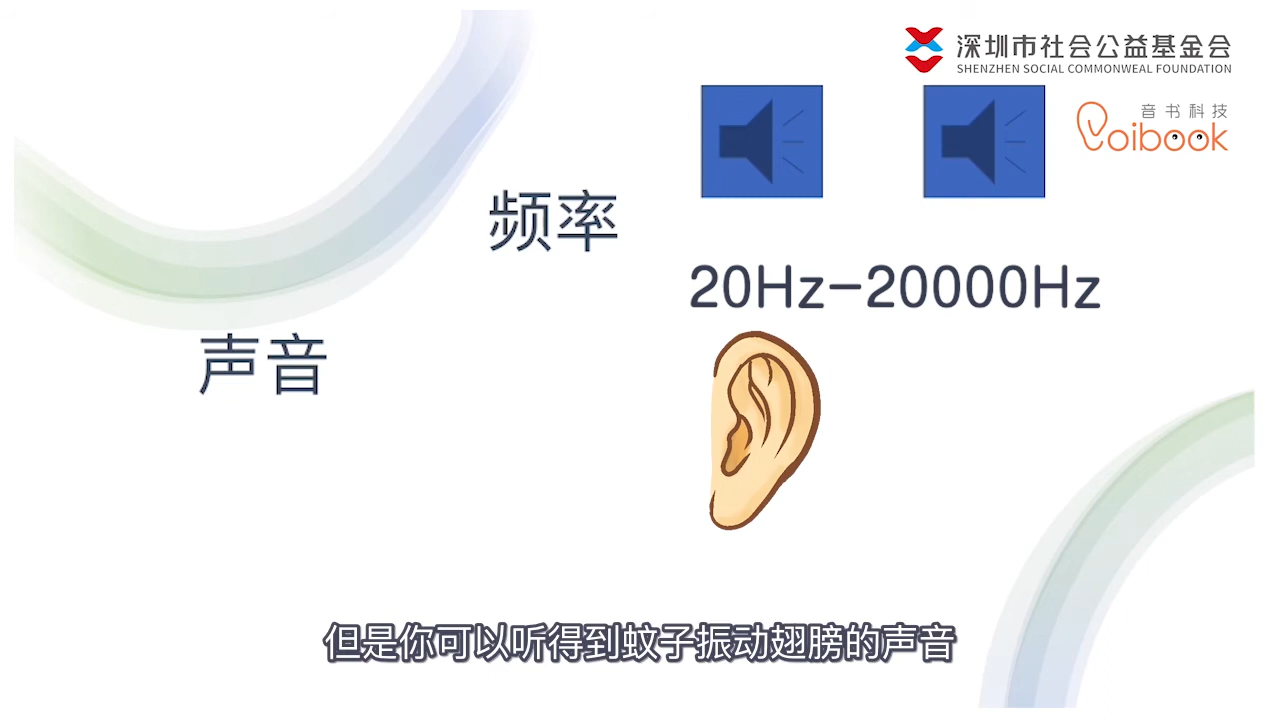 深圳市社会公益基金会
SHENZHEN SOCIAL COMMONWEAL FOUNDATION
音书科技
Voibook
频率
20Hz-20000Hz
声音
但是你可以听得到蚊子振动翅膀的声音